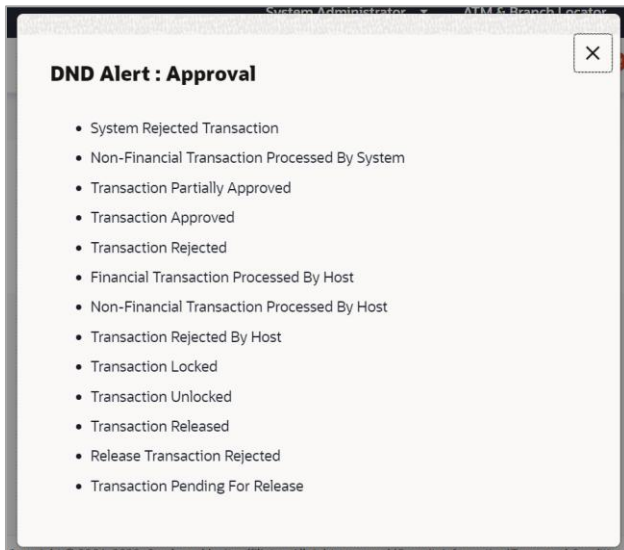 System Administrator ATM & Branch Locator
DND Alert : Approval
System Rejected Transaction
Non-Financial Transaction Processed By System
Transaction Partially Approved
Transaction Approved
Transaction Rejected
Financial Transaction Processed By Host
Non-Financial Transaction Processed By Host
Transaction Rejected By Host
Transaction Locked
Transaction Unlocked
Transaction Released
Release Transaction Rejected
Transaction Pending For Release